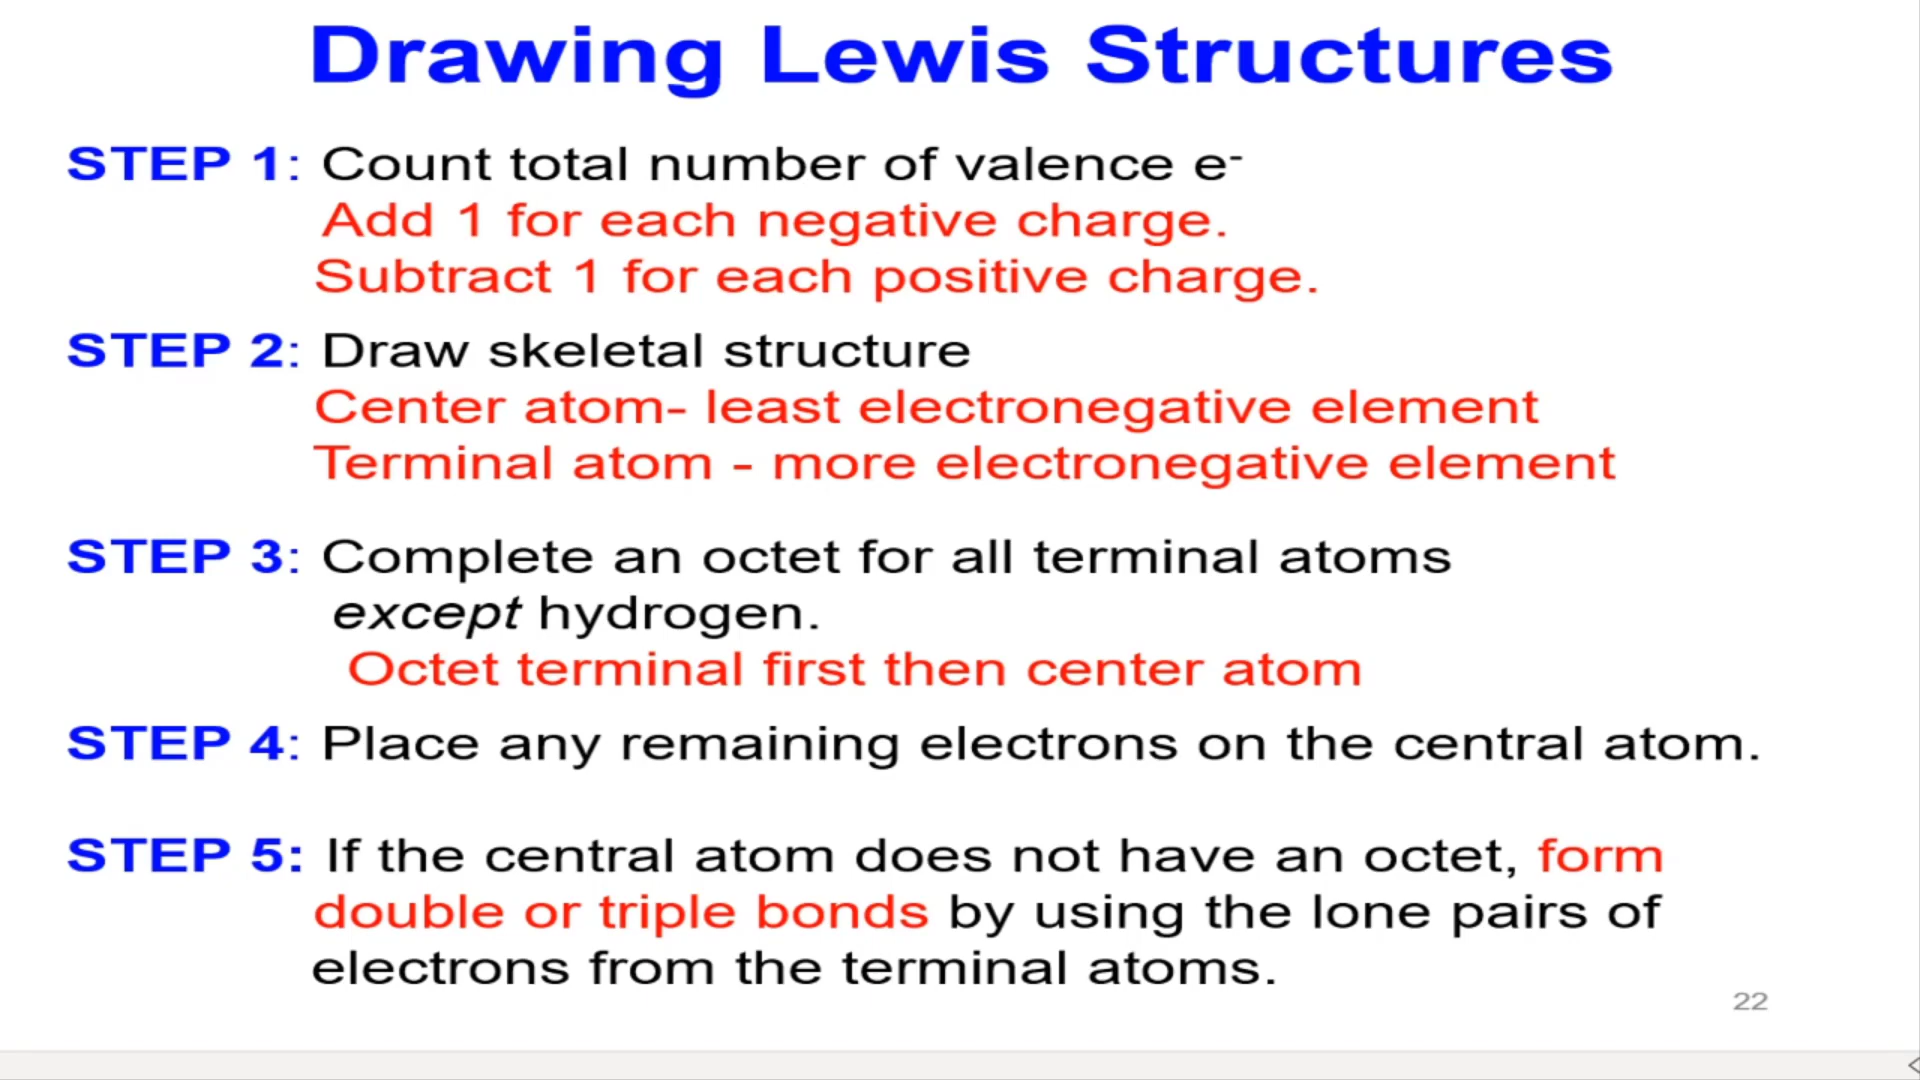 Drawing Lewis Structures
STEP 1: Count total number of valence e⁻
Add 1 for each negative charge.
Subtract 1 for each positive charge.
STEP 2: Draw skeletal structure
Center atom- least electronegative element
Terminal atom - more electronegative element
STEP 3: Complete an octet for all terminal atoms
except hydrogen.
Octet terminal first then center atom
STEP 4: Place any remaining electrons on the central atom.
STEP 5: If the central atom does not have an octet, form
double or triple bonds by using the lone pairs of
electrons from the terminal atoms.
22